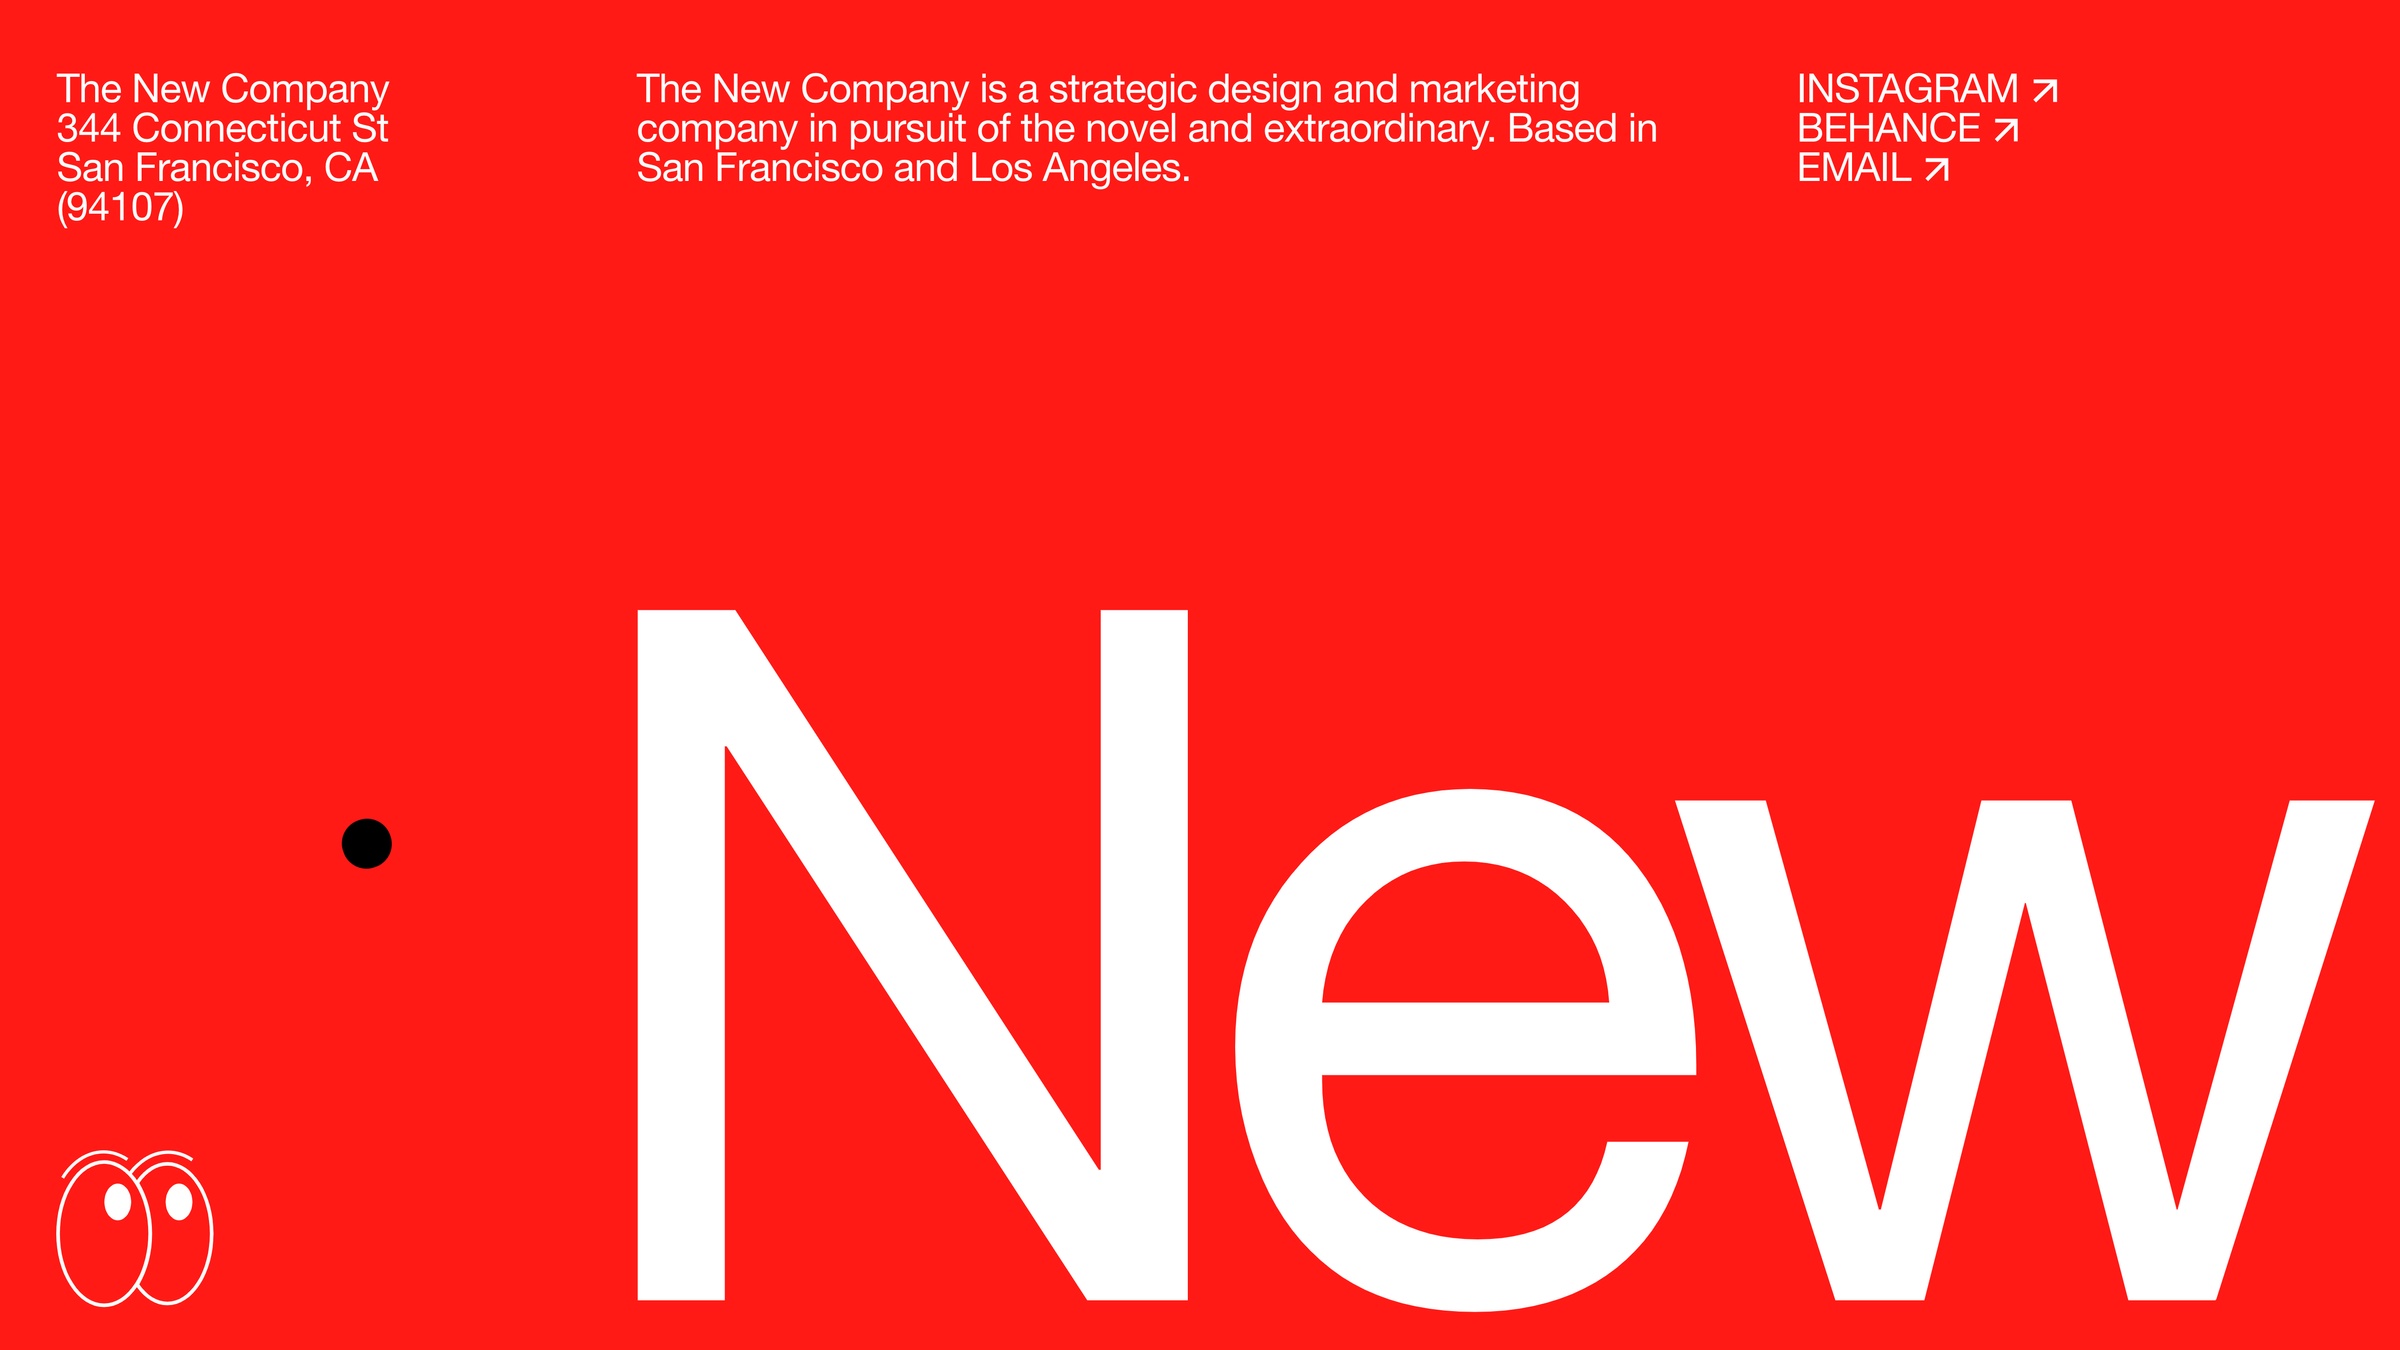 The New Company
344 Connecticut St
San Francisco, CA
(94107)
The New Company is a strategic design and marketing
company in pursuit of the novel and extraordinary. Based in
San Francisco and Los Angeles.
INSTAGRAM ↗
BEHANCE ↗
EMAIL ↗
New